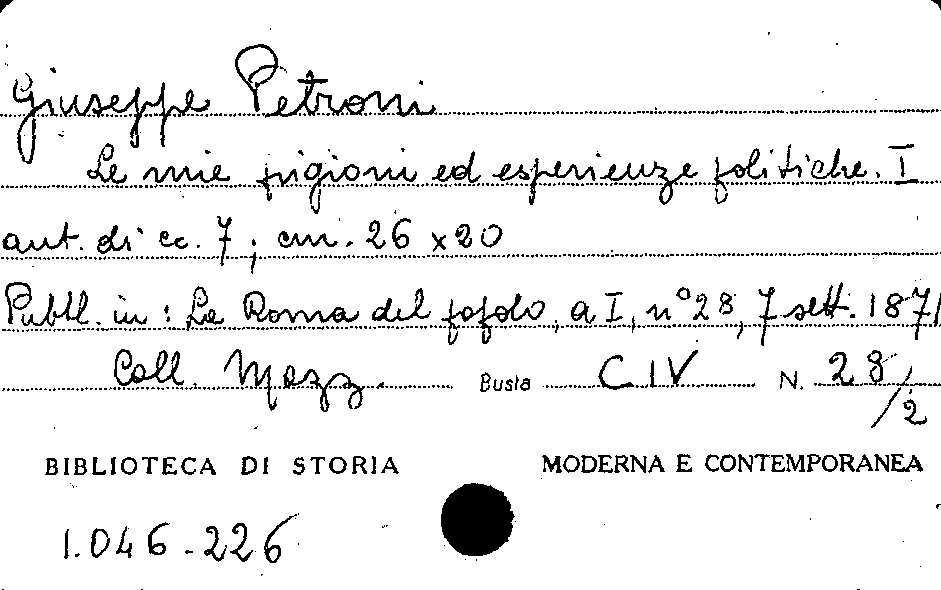 Giuseppe Petroni
Le mie prigioni ed esperienze politiche. I
aut. di cc. 7; cm. 26 x 20
Pubbl. in: La Roma del popolo, a I, n° 28, 7 sett. 1871
Coll. Mazz. Busta C IV N. 28/2
BIBLIOTECA DI STORIA MODERNA E CONTEMPORANEA
1.046-226